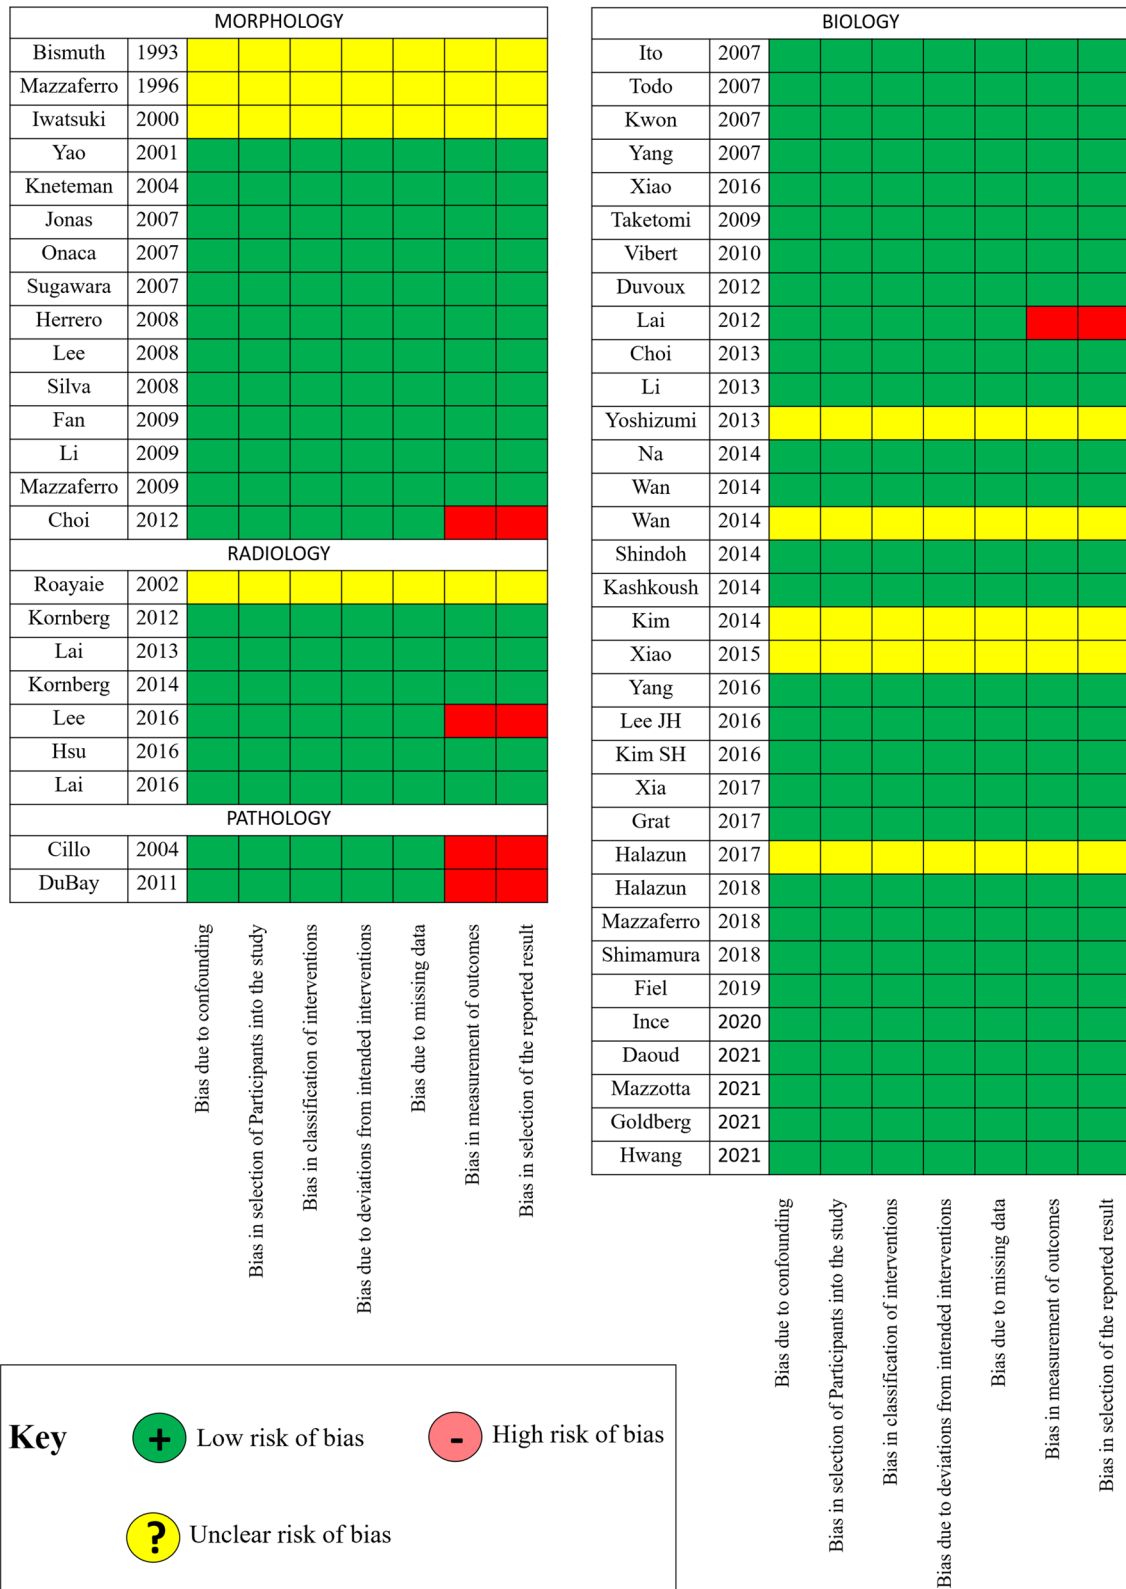 MORPHOLOGY
Bismuth 1993
Mazzaferro 1996
Iwatsuki 2000
Yao 2001
Kneteman 2004
Jonas 2007
Onaca 2007
Sugawara 2007
Herrero 2008
Lee 2008
Silva 2008
Fan 2009
Li 2009
Mazzaferro 2009
Choi 2012
RADIOLOGY
Roayaie 2002
Kornberg 2012
Lai 2013
Kornberg 2014
Lee 2016
Hsu 2016
Lai 2016
PATHOLOGY
Cillo 2004
DuBay 2011
Bias due to confounding
Bias in selection of Participants into the study
Bias in classification of interventions
Bias due to deviations from intended interventions
Bias due to missing data
Bias in measurement of outcomes
Bias in selection of the reported result
BIOLOGY
Ito 2007
Todo 2007
Kwon 2007
Yang 2007
Xiao 2016
Taketomi 2009
Vibert 2010
Duvoux 2012
Lai 2012
Choi 2013
Li 2013
Yoshizumi 2013
Na 2014
Wan 2014
Wan 2014
Shindoh 2014
Kashkoush 2014
Kim 2014
Xiao 2015
Yang 2016
Lee JH 2016
Kim SH 2016
Xia 2017
Grat 2017
Halazun 2017
Halazun 2018
Mazzaferro 2018
Shimamura 2018
Fiel 2019
Ince 2020
Daoud 2021
Mazzotta 2021
Goldberg 2021
Hwang 2021
Bias due to confounding
Bias in selection of Participants into the study
Bias in classification of interventions
Bias due to deviations from intended interventions
Bias due to missing data
Bias in measurement of outcomes
Bias in selection of the reported result
Key
+ Low risk of bias
- High risk of bias
? Unclear risk of bias